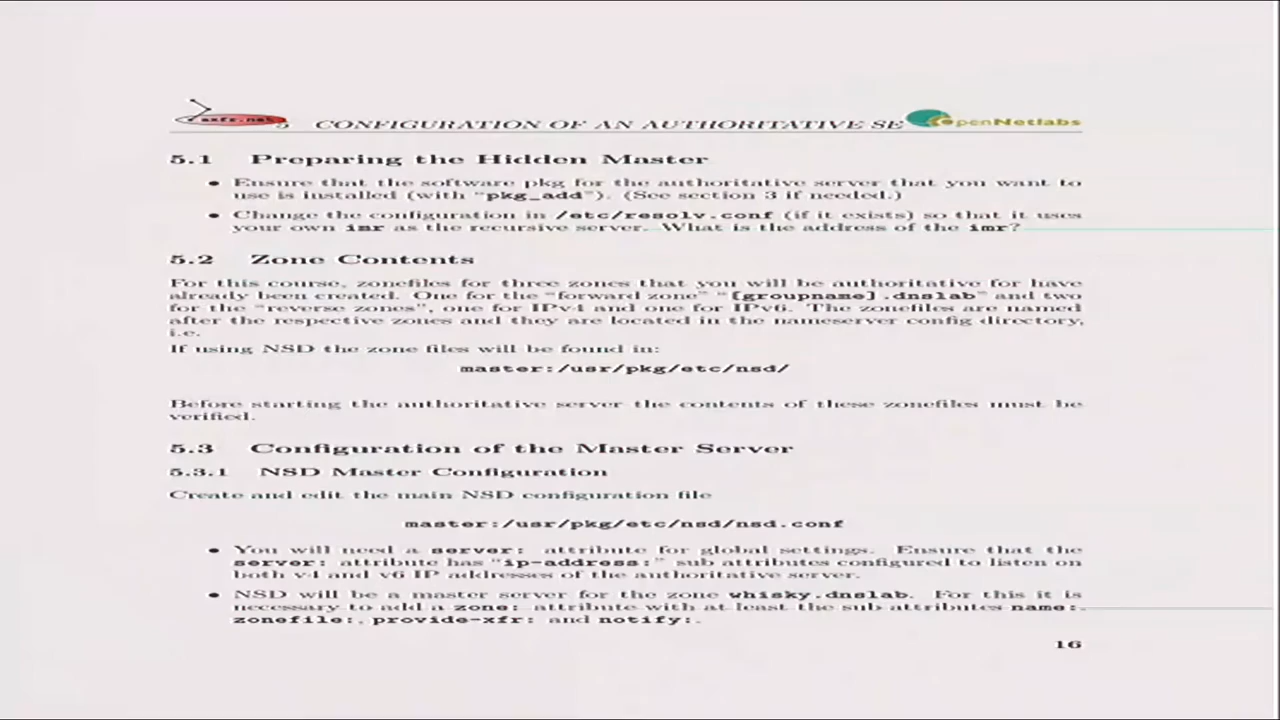 axfr.net 5 CONFIGURATION OF AN AUTHORITATIVE SE OpenNetlabs
5.1 Preparing the Hidden Master
• Ensure that the software pkg for the authoritative server that you want to
use is installed (with “pkg_add”). (See section 3 if needed.)
• Change the configuration in /etc/resolv.conf (if it exists) so that it uses
your own imr as the recursive server. What is the address of the imr?
5.2 Zone Contents
For this course, zonefiles for three zones that you will be authoritative for have
already been created. One for the “forward zone” “[groupname].dnslab” and two
for the “reverse zones”, one for IPv4 and one for IPv6. The zonefiles are named
after the respective zones and they are located in the nameserver config directory,
i.e.
If using NSD the zone files will be found in:
master:/usr/pkg/etc/nsd/
Before starting the authoritative server the contents of these zonefiles must be
verified.
5.3 Configuration of the Master Server
5.3.1 NSD Master Configuration
Create and edit the main NSD configuration file
master:/usr/pkg/etc/nsd/nsd.conf
• You will need a server: attribute for global settings. Ensure that the
server: attribute has “ip-address:” sub attributes configured to listen on
both v4 and v6 IP addresses of the authoritative server.
• NSD will be a master server for the zone whisky.dnslab. For this it is
necessary to add a zone: attribute with at least the sub attributes name:,
zonefile:, provide-xfr: and notify:.
16